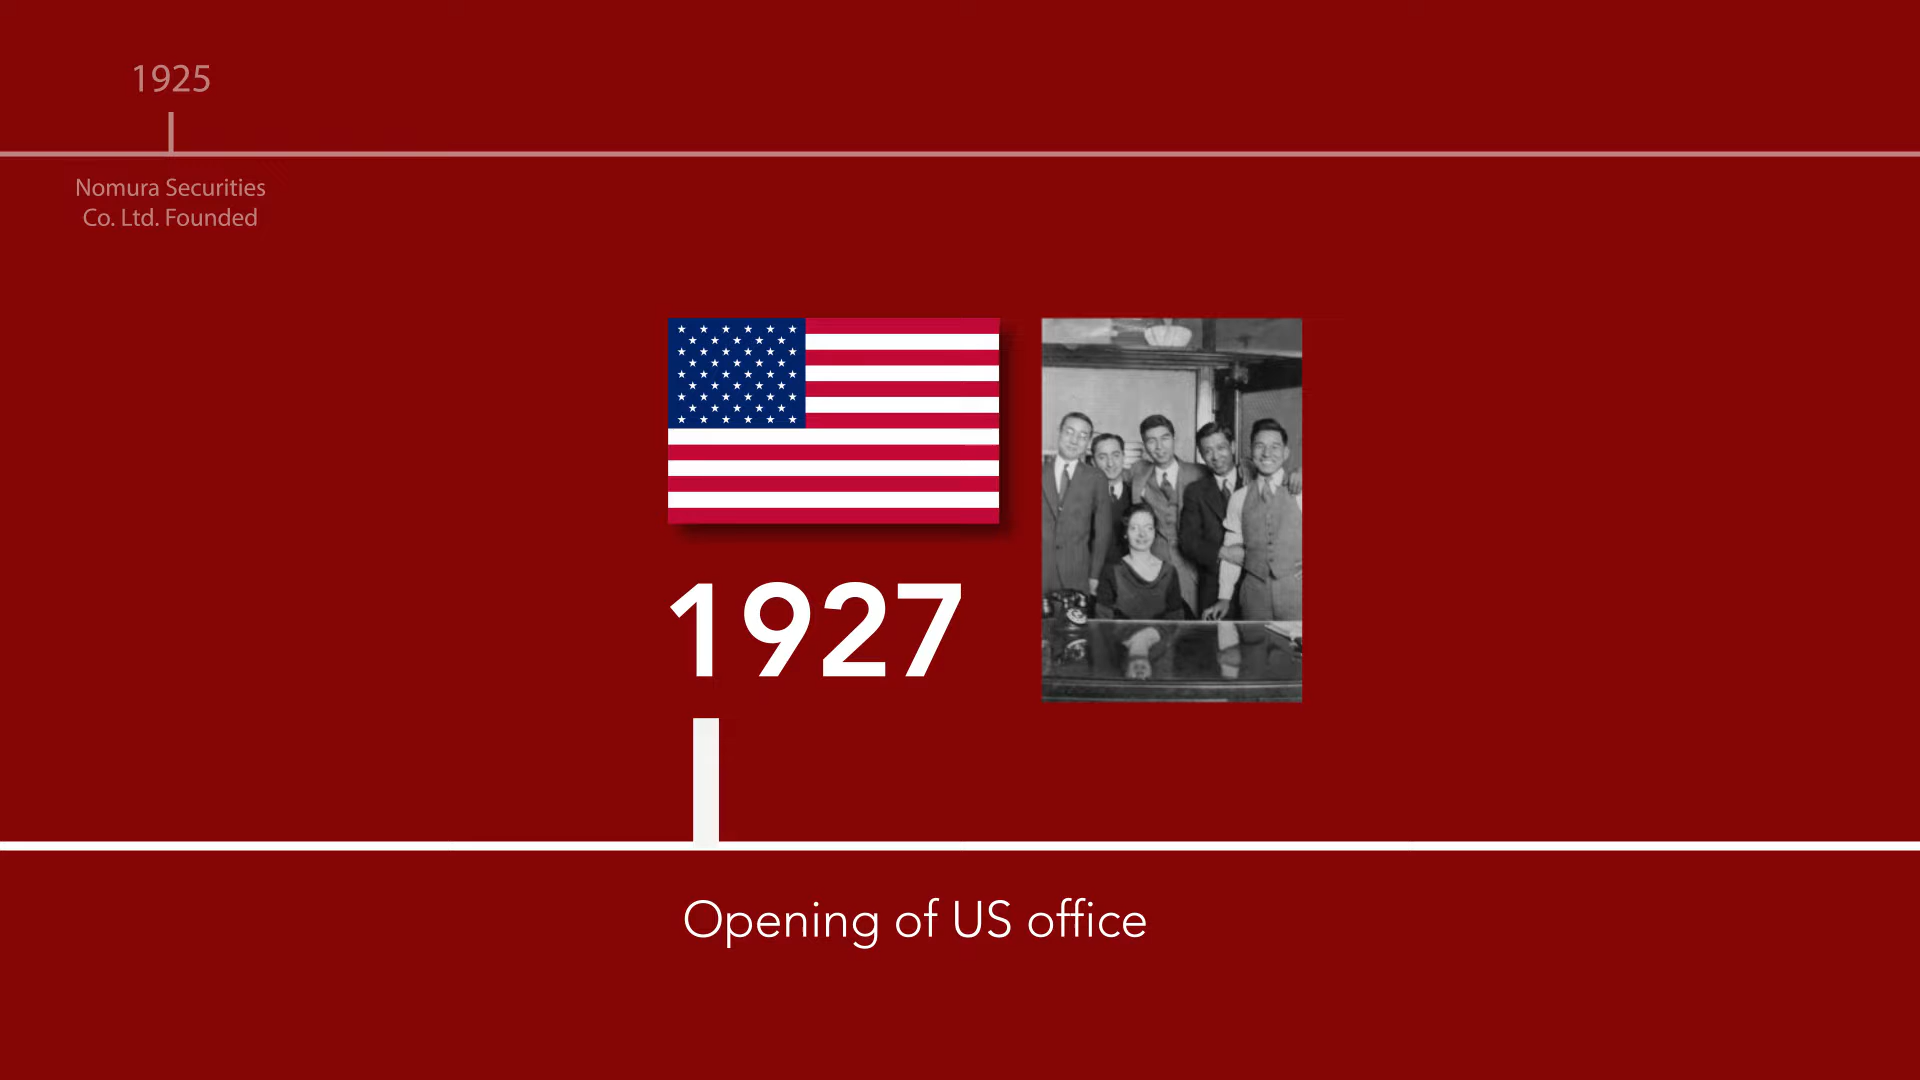 1925
Nomura Securities
Co. Ltd. Founded
1927
Opening of US office